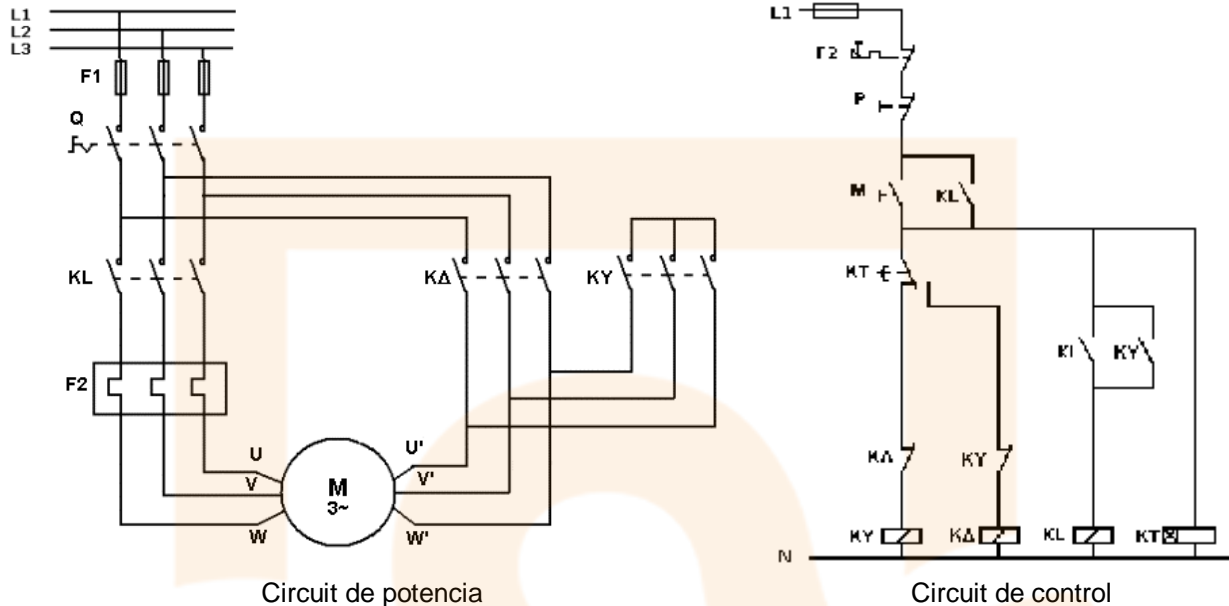 L1
L2
L3
F1
Q
KL
KΔ
KY
F2
U
V
W
U'
V'
W'
M
3~
Circuit de potencia
L1
F2
P
M
KL
KT
KL
KY
KΔ
KY
KY
KΔ
KL
KT
N
Circuit de control